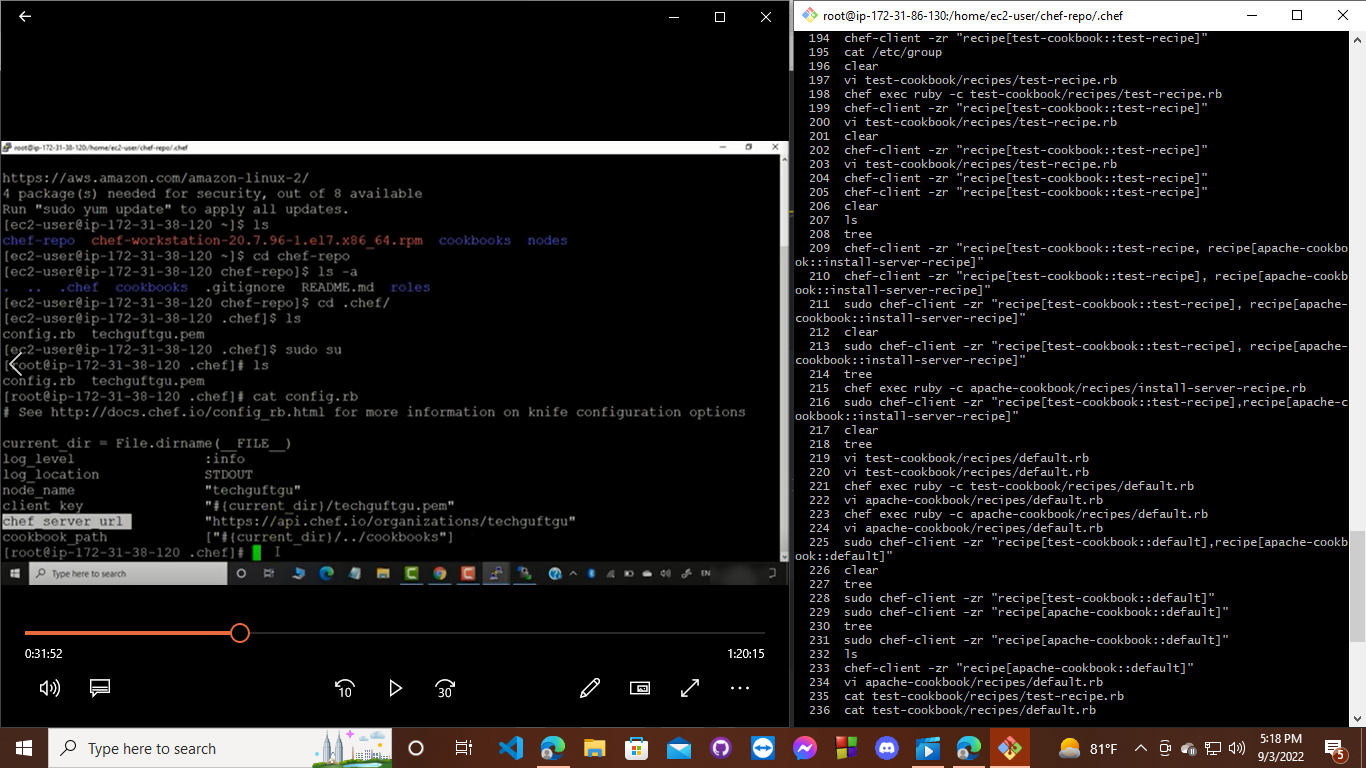 root@ip-172-31-38-120:/home/ec2-user/chef-repo/.chef
https://aws.amazon.com/amazon-linux-2/
4 package(s) needed for security, out of 8 available
Run "sudo yum update" to apply all updates.
[ec2-user@ip-172-31-38-120 ~]$ ls
chef-repo  chef-workstation-20.7.96-1.el7.x86_64.rpm  cookbooks  nodes
[ec2-user@ip-172-31-38-120 ~]$ cd chef-repo
[ec2-user@ip-172-31-38-120 chef-repo]$ ls -a
.  ..  .chef  cookbooks  .gitignore  README.md  roles
[ec2-user@ip-172-31-38-120 chef-repo]$ cd .chef/
[ec2-user@ip-172-31-38-120 .chef]$ ls
config.rb  techguftgu.pem
[ec2-user@ip-172-31-38-120 .chef]$ sudo su
[root@ip-172-31-38-120 .chef]# ls
config.rb  techguftgu.pem
[root@ip-172-31-38-120 .chef]# cat config.rb
# See http://docs.chef.io/config_rb.html for more information on knife configuration options
current_dir = File.dirname(__FILE__)
log_level                :info
log_location             STDOUT
node_name                "techguftgu"
client_key               "#{current_dir}/techguftgu.pem"
chef_server_url          "https://api.chef.io/organizations/techguftgu"
cookbook_path            ["#{current_dir}/../cookbooks"]
[root@ip-172-31-38-120 .chef]#
Type here to search
EN
0:31:52
1:20:15
10
30
root@ip-172-31-86-130:/home/ec2-user/chef-repo/.chef
194  chef-client -zr "recipe[test-cookbook::test-recipe]"
195  cat /etc/group
196  clear
197  vi test-cookbook/recipes/test-recipe.rb
198  chef exec ruby -c test-cookbook/recipes/test-recipe.rb
199  chef-client -zr "recipe[test-cookbook::test-recipe]"
200  vi test-cookbook/recipes/test-recipe.rb
201  clear
202  chef-client -zr "recipe[test-cookbook::test-recipe]"
203  vi test-cookbook/recipes/test-recipe.rb
204  chef-client -zr "recipe[test-cookbook::test-recipe]"
205  chef-client -zr "recipe[test-cookbook::test-recipe]"
206  clear
207  ls
208  tree
209  chef-client -zr "recipe[test-cookbook::test-recipe, recipe[apache-cookbo
ok::install-server-recipe]"
210  chef-client -zr "recipe[test-cookbook::test-recipe], recipe[apache-cookb
ook::install-server-recipe]"
211  sudo chef-client -zr "recipe[test-cookbook::test-recipe], recipe[apache-
cookbook::install-server-recipe]"
212  clear
213  sudo chef-client -zr "recipe[test-cookbook::test-recipe], recipe[apache-
cookbook::install-server-recipe]"
214  tree
215  chef exec ruby -c apache-cookbook/recipes/install-server-recipe.rb
216  sudo chef-client -zr "recipe[test-cookbook::test-recipe],recipe[apache-c
ookbook::install-server-recipe]"
217  clear
218  tree
219  vi test-cookbook/recipes/default.rb
220  vi test-cookbook/recipes/default.rb
221  chef exec ruby -c test-cookbook/recipes/default.rb
222  vi apache-cookbook/recipes/default.rb
223  chef exec ruby -c apache-cookbook/recipes/default.rb
224  vi apache-cookbook/recipes/default.rb
225  sudo chef-client -zr "recipe[test-cookbook::default],recipe[apache-cookb
ook::default]"
226  clear
227  tree
228  sudo chef-client -zr "recipe[test-cookbook::default]"
229  sudo chef-client -zr "recipe[apache-cookbook::default]"
230  tree
231  sudo chef-client -zr "recipe[apache-cookbook::default]"
232  ls
233  chef-client -zr "recipe[apache-cookbook::default]"
234  vi apache-cookbook/recipes/default.rb
235  cat test-cookbook/recipes/test-recipe.rb
236  cat test-cookbook/recipes/default.rb
Type here to search
81°F
5:18 PM
9/3/2022
5